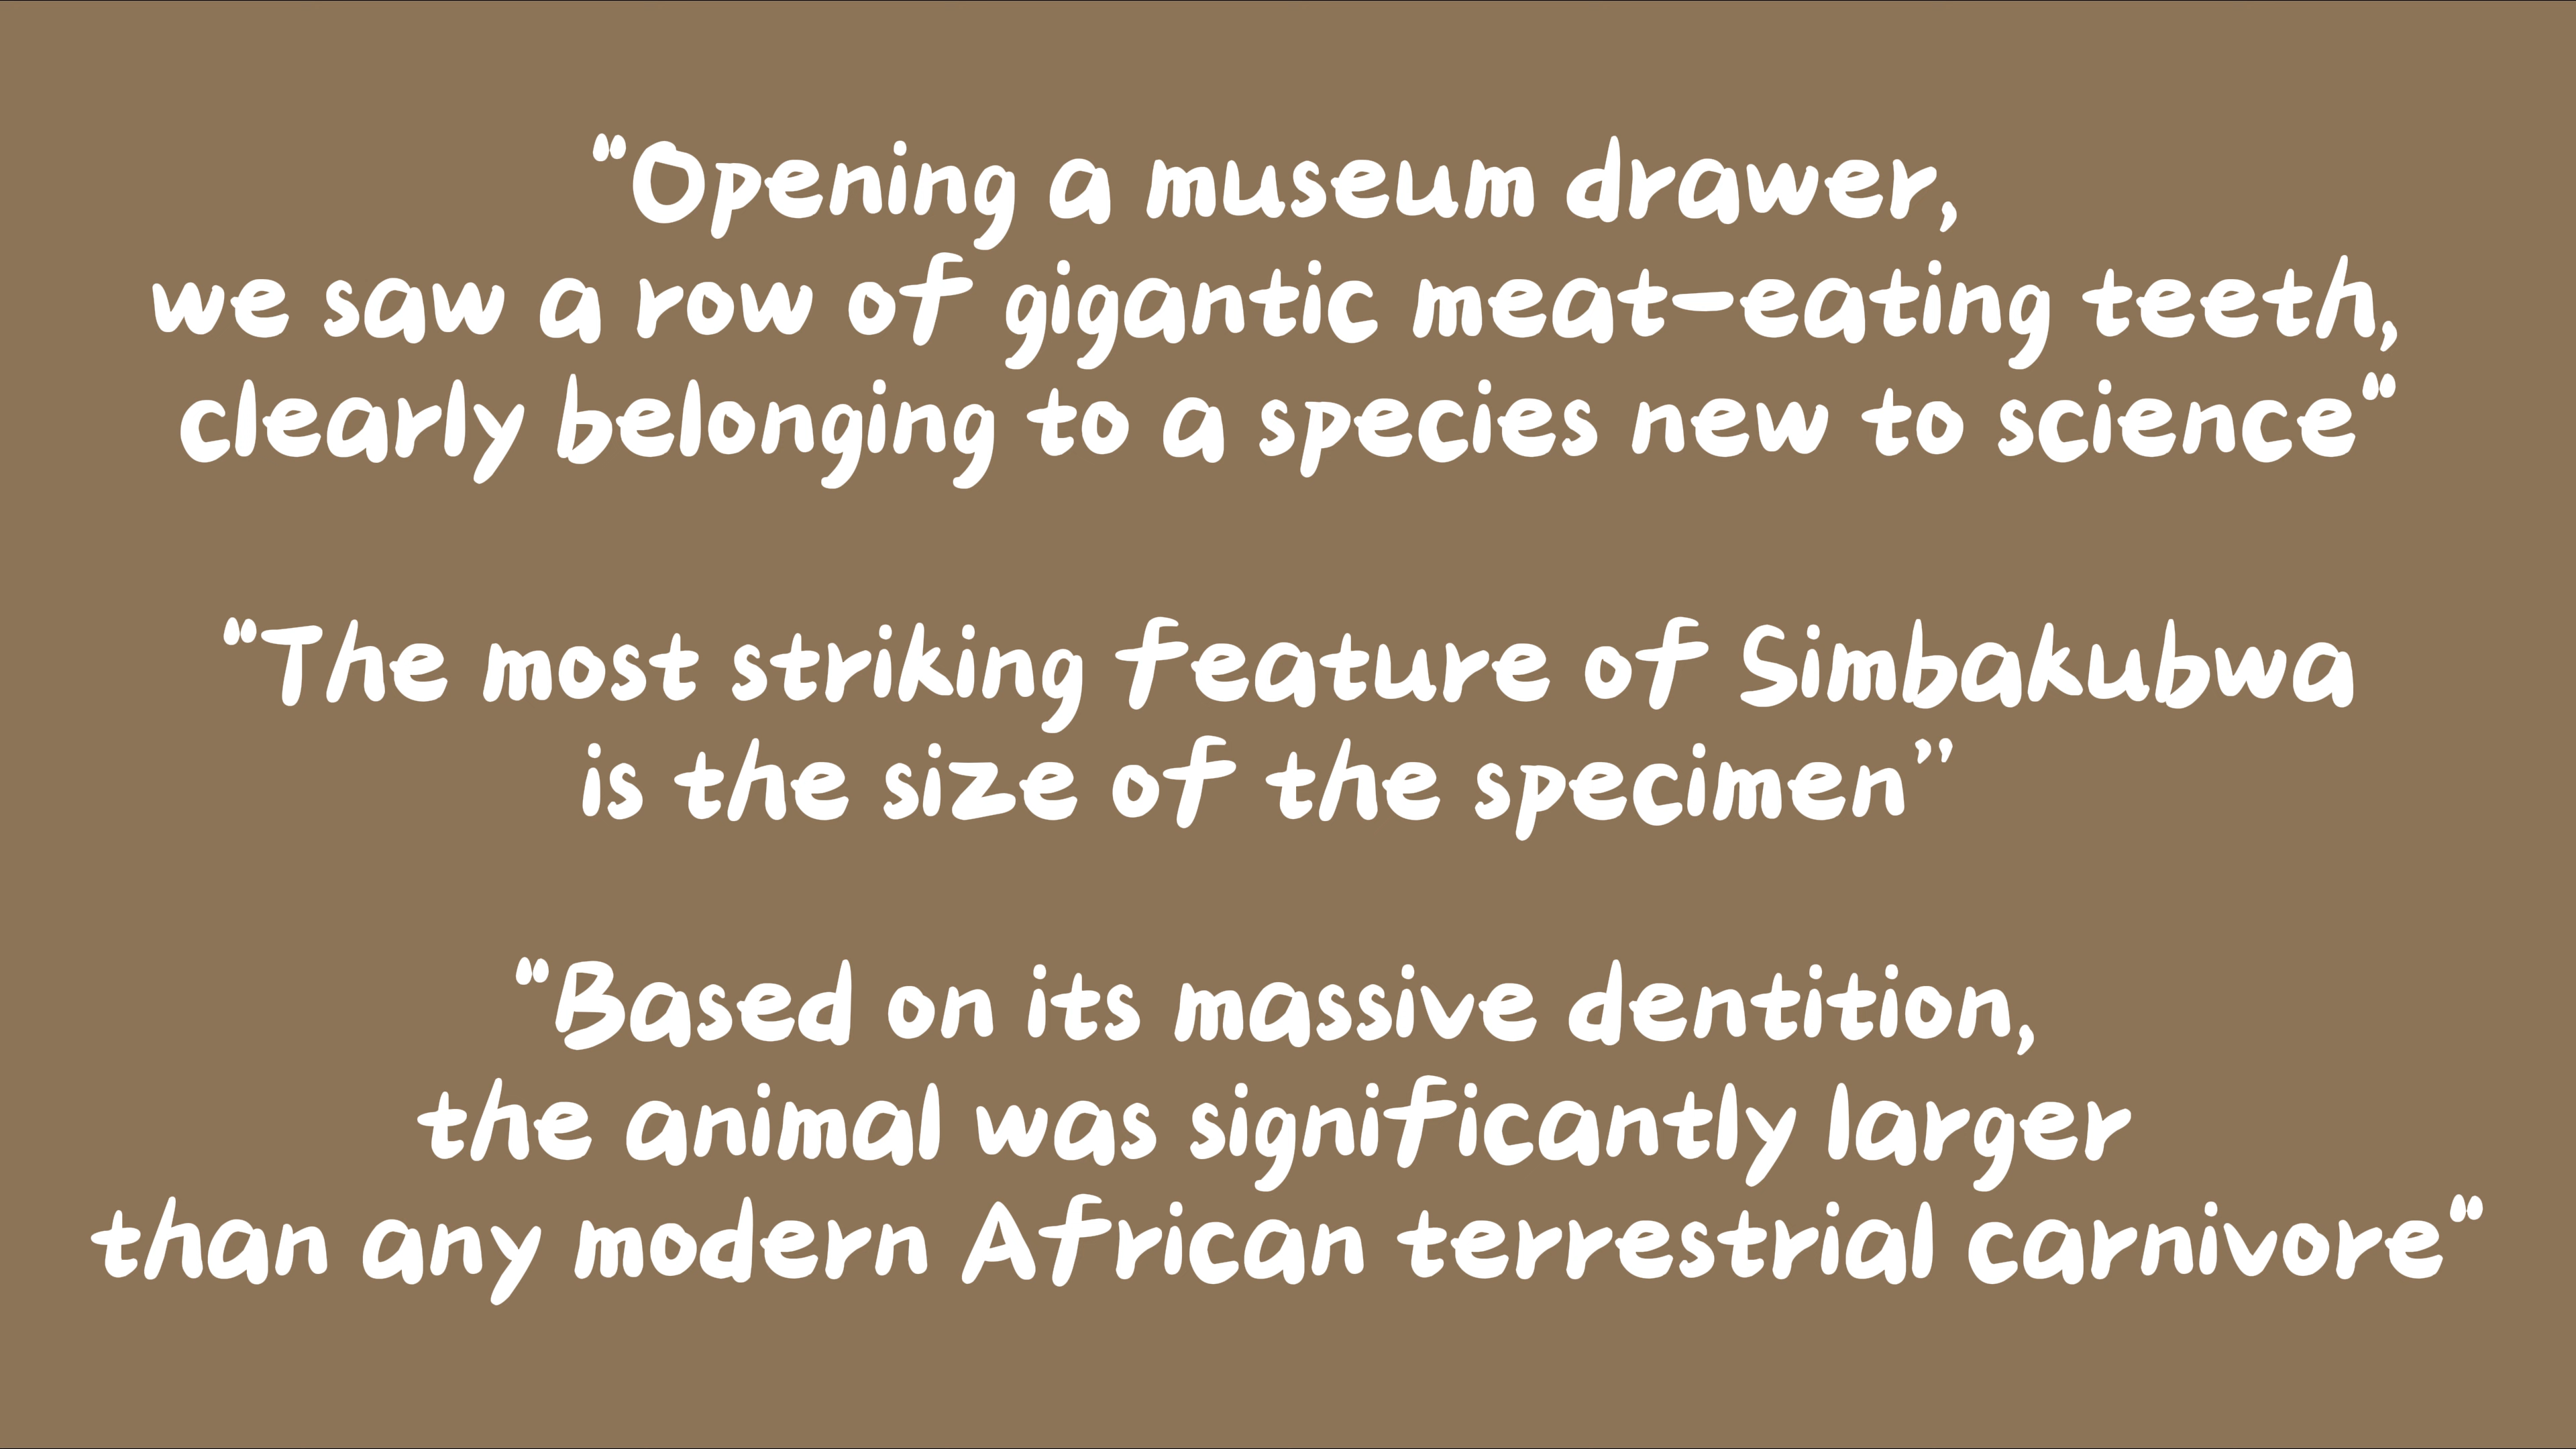 “Opening a museum drawer,
we saw a row of gigantic meat-eating teeth,
clearly belonging to a species new to science“
“The most striking feature of Simbakubwa
is the size of the specimen”
“Based on its massive dentition,
the animal was significantly larger
than any modern African terrestrial carnivore“